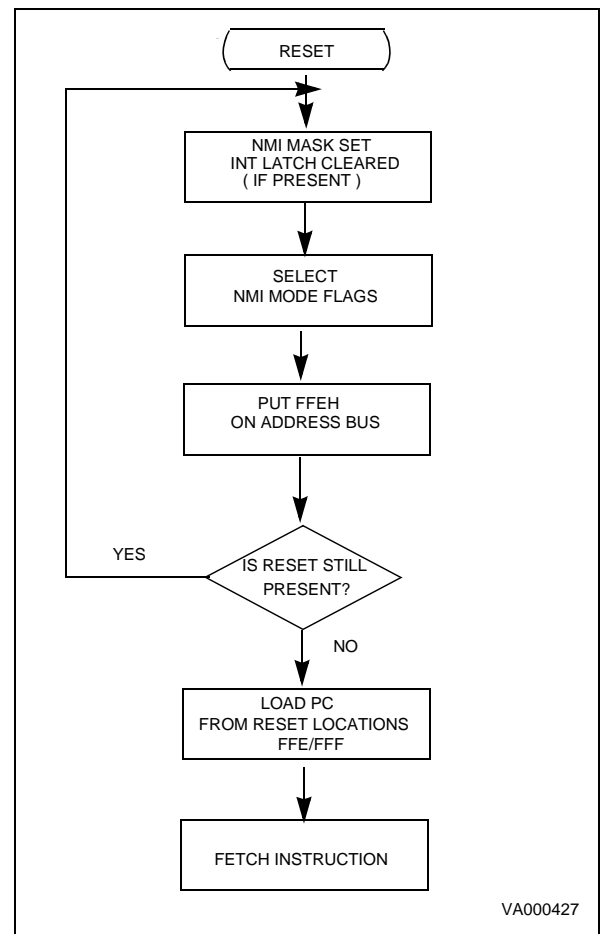 RESET
NMI MASK SET
INT LATCH CLEARED
( IF PRESENT )
SELECT
NMI MODE FLAGS
PUT FFEH
ON ADDRESS BUS
YES
IS RESET STILL
PRESENT?
NO
LOAD PC
FROM RESET LOCATIONS
FFE/FFF
FETCH INSTRUCTION
VA000427